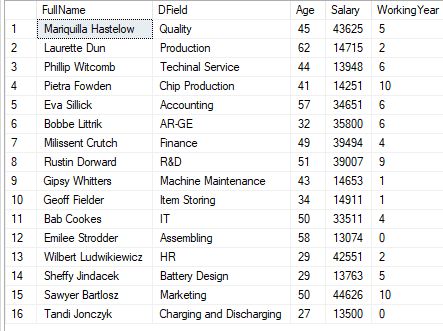 FullName DField Age Salary WorkingYear
1 Mariquilla Hastelow Quality 45 43625 5
2 Laurette Dun Production 62 14715 2
3 Phillip Witcomb Techinal Service 44 13948 6
4 Pietra Fowden Chip Production 41 14251 10
5 Eva Sillick Accounting 57 34651 6
6 Bobbe Littrik AR-GE 32 35800 6
7 Milissent Crutch Finance 49 39494 4
8 Rustin Dorward R&D 51 39007 9
9 Gipsy Whitters Machine Maintenance 43 14653 1
10 Geoff Fielder Item Storing 34 14911 1
11 Bab Cookes IT 50 33511 4
12 Emilee Strodder Assembling 58 13074 0
13 Wilbert Ludwikiewicz HR 29 42551 2
14 Sheffy Jindacek Battery Design 29 13763 5
15 Sawyer Bartlosz Marketing 50 44626 10
16 Tandi Jonczyk Charging and Discharging 27 13500 0